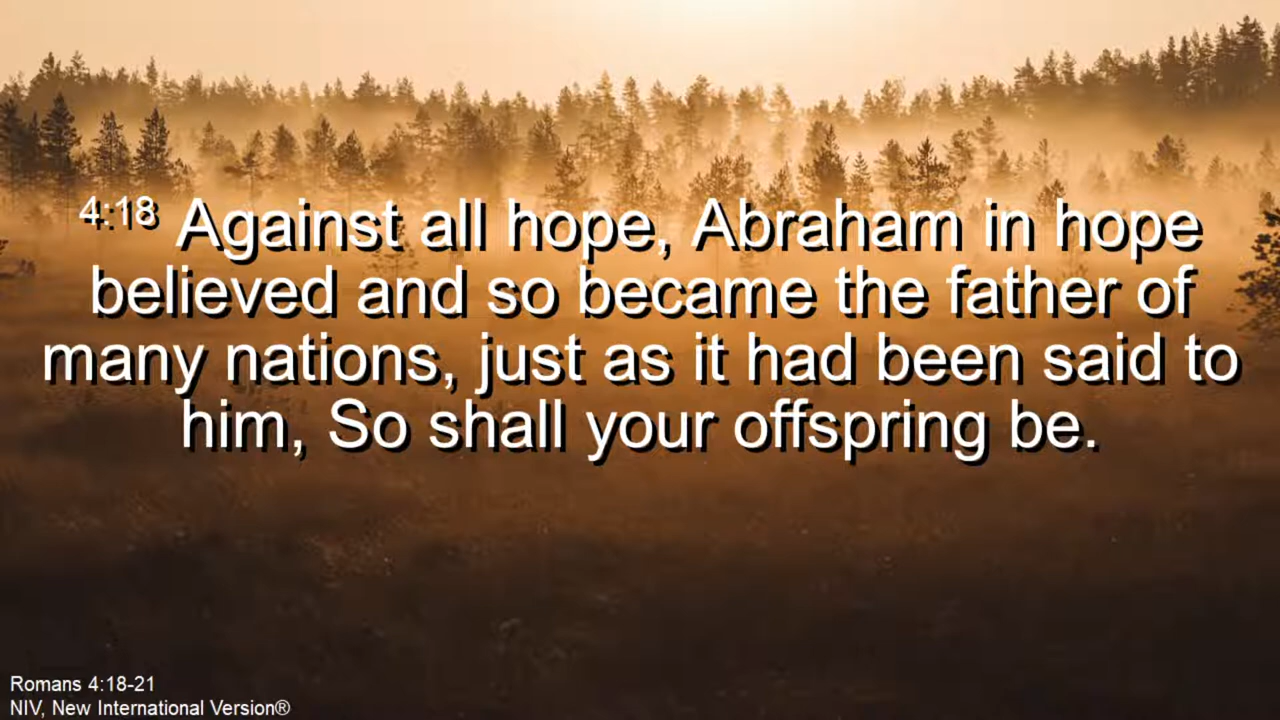 4:18 Against all hope, Abraham in hope
believed and so became the father of
many nations, just as it had been said to
him, So shall your offspring be.
Romans 4:18-21
NIV, New International Version®